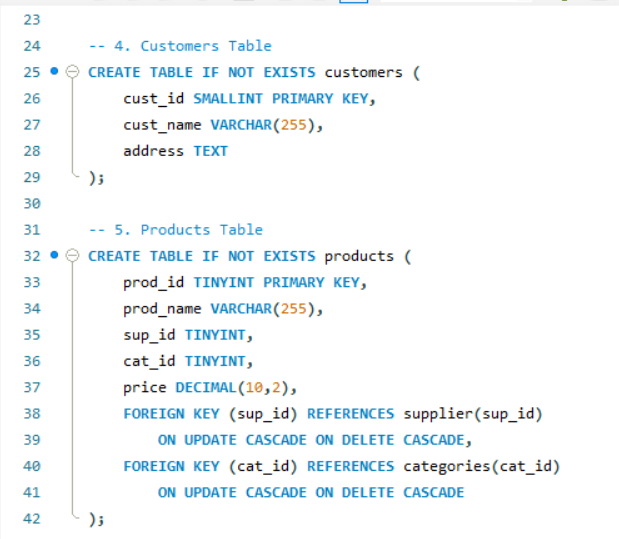 23
24 -- 4. Customers Table
25 CREATE TABLE IF NOT EXISTS customers (
26 cust_id SMALLINT PRIMARY KEY,
27 cust_name VARCHAR(255),
28 address TEXT
29 );
30
31 -- 5. Products Table
32 CREATE TABLE IF NOT EXISTS products (
33 prod_id TINYINT PRIMARY KEY,
34 prod_name VARCHAR(255),
35 sup_id TINYINT,
36 cat_id TINYINT,
37 price DECIMAL(10,2),
38 FOREIGN KEY (sup_id) REFERENCES supplier(sup_id)
39 ON UPDATE CASCADE ON DELETE CASCADE,
40 FOREIGN KEY (cat_id) REFERENCES categories(cat_id)
41 ON UPDATE CASCADE ON DELETE CASCADE
42 );